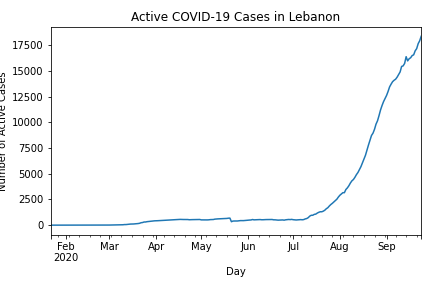 Active COVID-19 Cases in Lebanon
17500
15000
12500
10000
7500
5000
2500
0
Number of Active Cases
Feb Mar Apr May Jun Jul Aug Sep
2020
Day